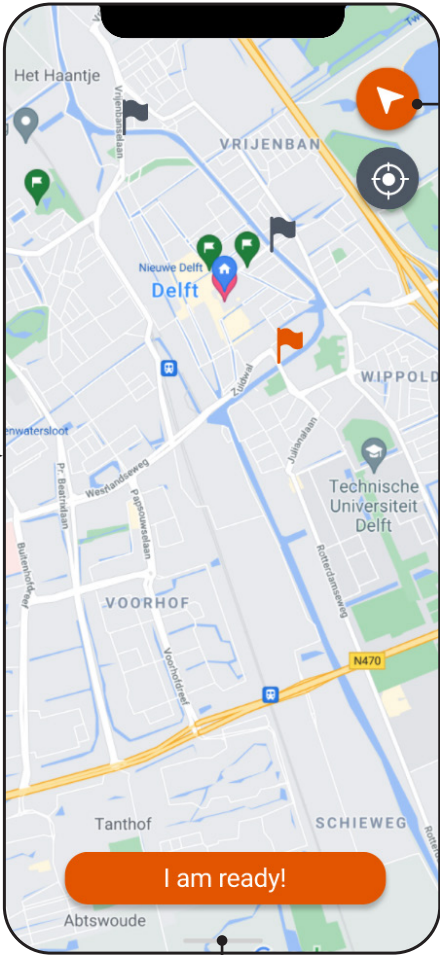 Het Haantje
Vrijenbanselaan
VRIJENBAN
Nieuwe Delft
Delft
Zuidwal
WIPPOLD
enwatersloot
Julianalaan
Technische
Universiteit
Delft
Westlandseweg
Pr. Beatrixlaan
Papsouwselaan
Buitenhofdreef
Rotterdamseweg
VOORHOF
Voorhofdreef
N470
Tanthof
SCHIEWEG
Rotterd
I am ready!
Abtswoude